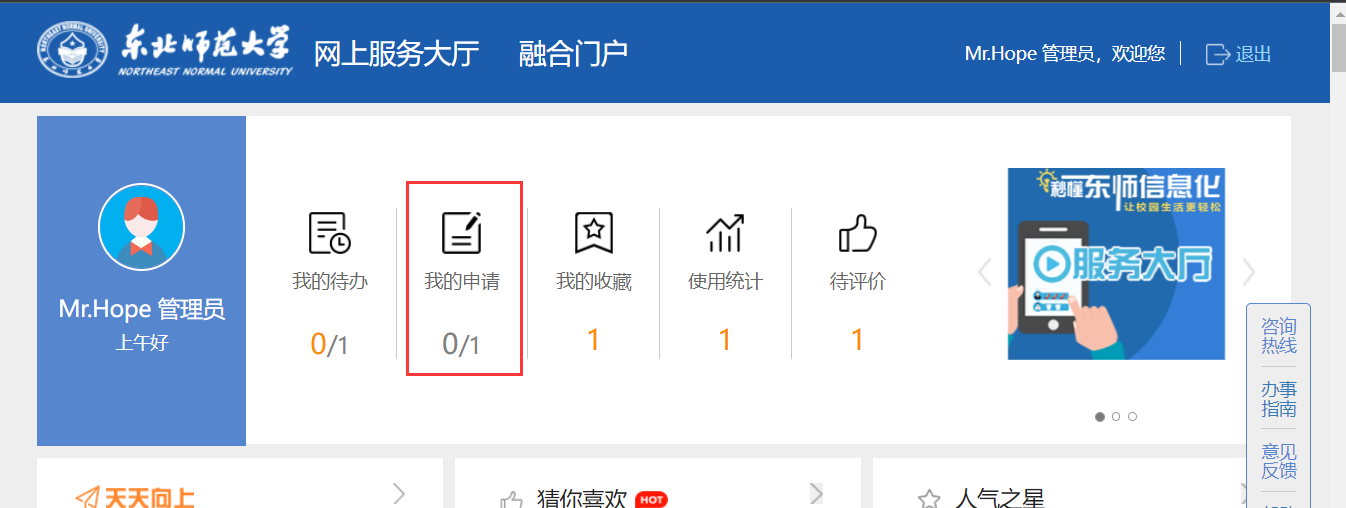 东北师范大学
NORTHEAST NORMAL UNIVERSITY
网上服务大厅 融合门户
Mr.Hope 管理员，欢迎您
退出
Mr.Hope 管理员
上午好
我的待办
0/1
我的申请
0/1
我的收藏
1
使用统计
1
待评价
1
秒懂东师信息化
让校园生活更轻松
服务大厅
咨询
热线
办事
指南
意见
反馈
天天向上
猜你喜欢 HOT
人气之星